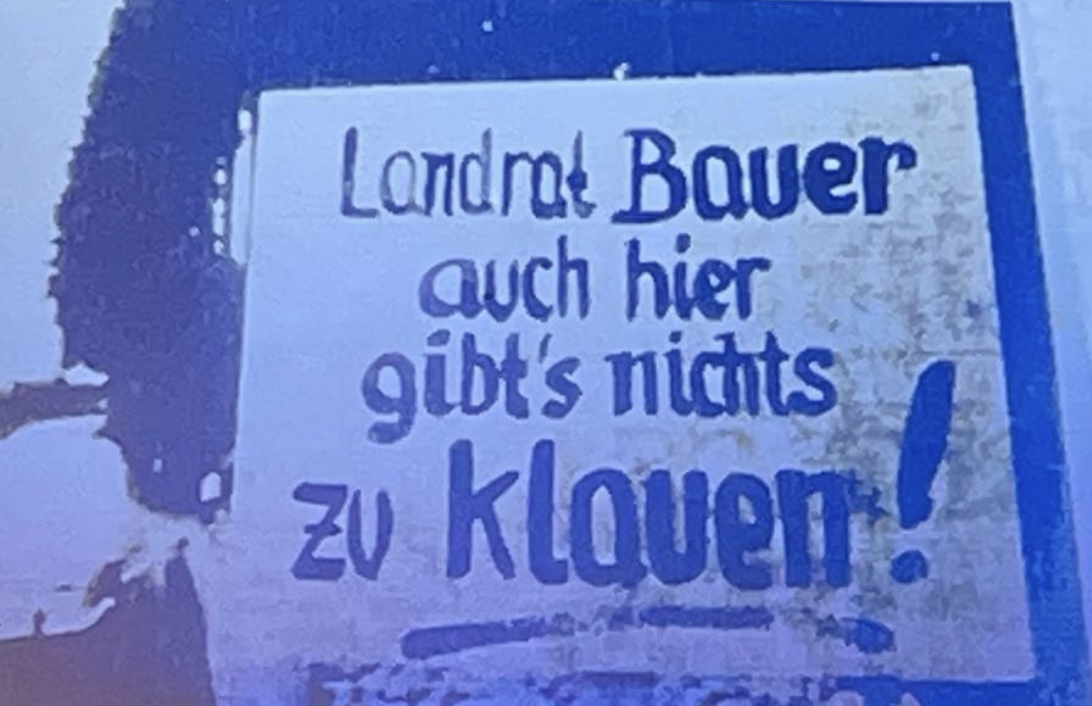 Landrat Bauer
auch hier
gibt's nichts
zu klauen!